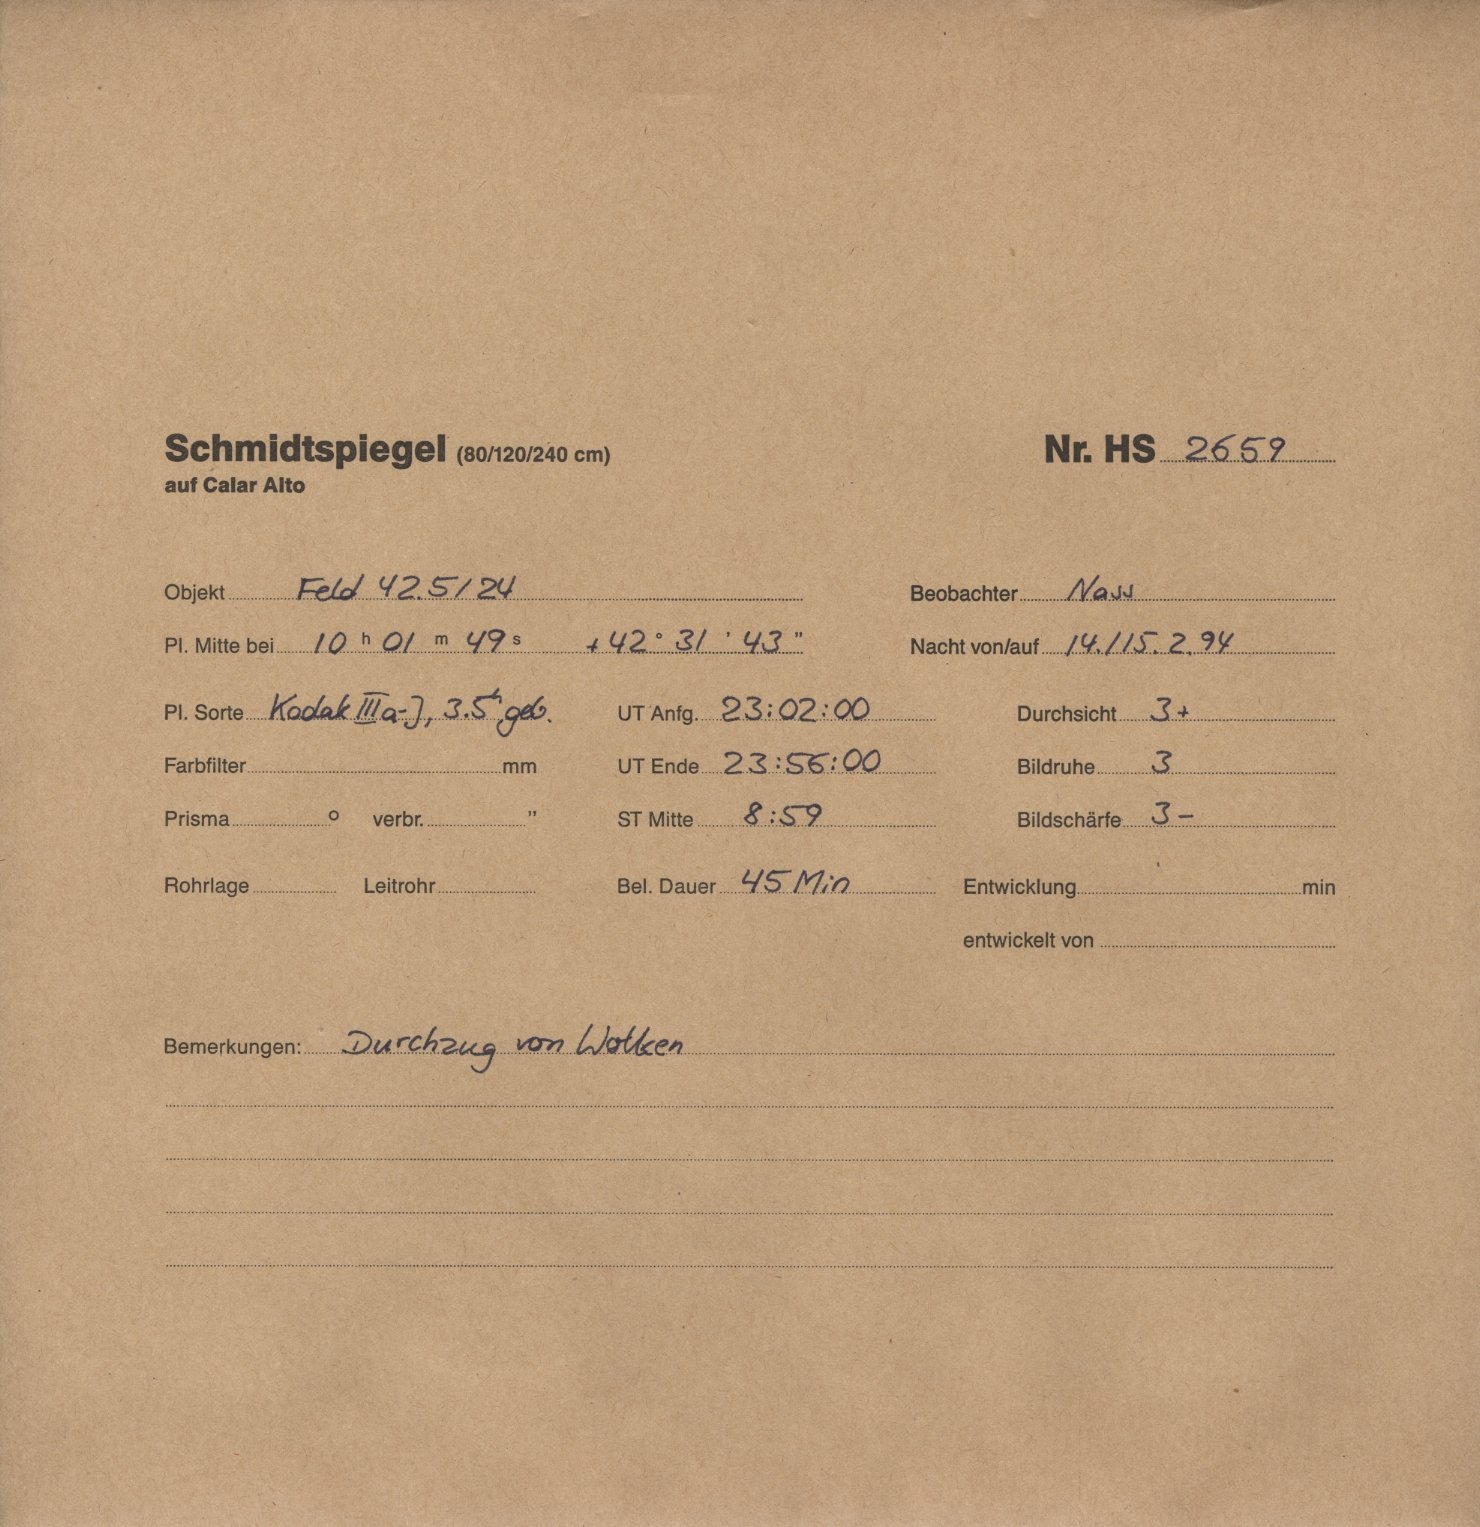 Schmidtspiegel (80/120/240 cm) Nr. HS 2659
auf Calar Alto
Objekt Feld 42.5/24 Beobachter Nass
Pl. Mitte bei 10 h 01 m 49 s +42° 31' 43" Nacht von/auf 14./15.2.94
Pl. Sorte Kodak IIIa-J, 3.5h geb. UT Anfg. 23:02:00 Durchsicht 3+
Farbfilter mm UT Ende 23:56:00 Bildruhe 3
Prisma ° verbr. " ST Mitte 8:59 Bildschärfe 3-
Rohrlage Leitrohr Bel. Dauer 45 Min Entwicklung min
entwickelt von
Bemerkungen: Durchzug von Wolken